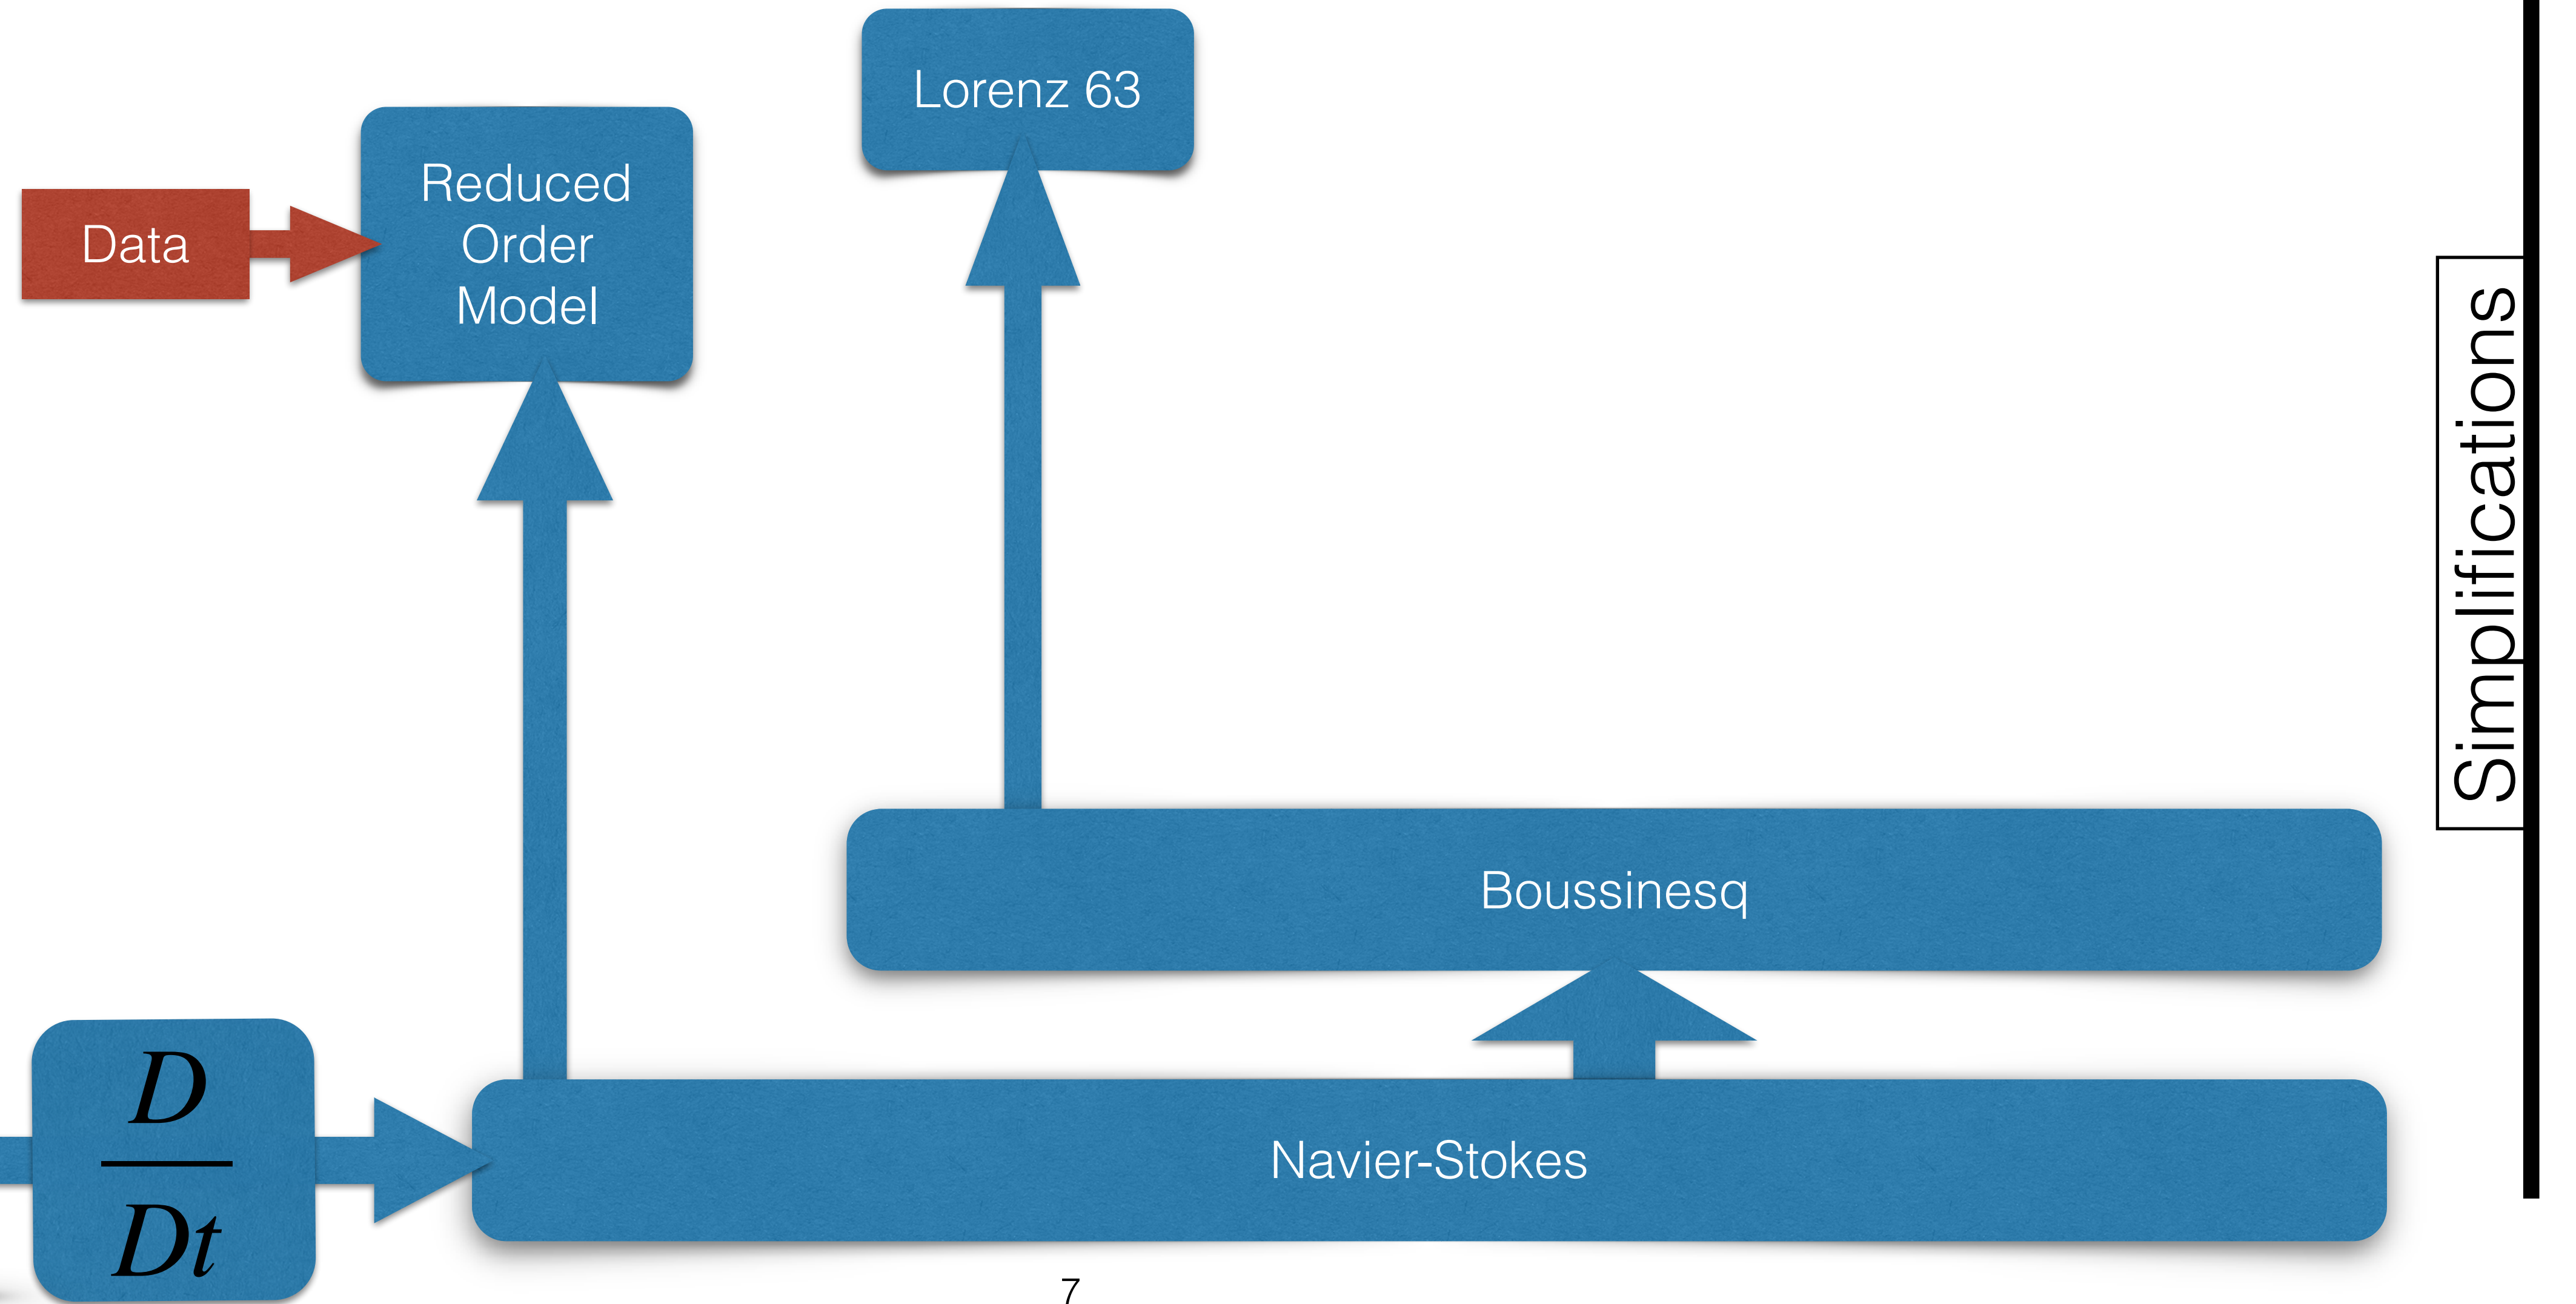 Lorenz 63
Reduced
Order
Model
Data
Simplifications
Boussinesq
D
Dt
Navier-Stokes
7